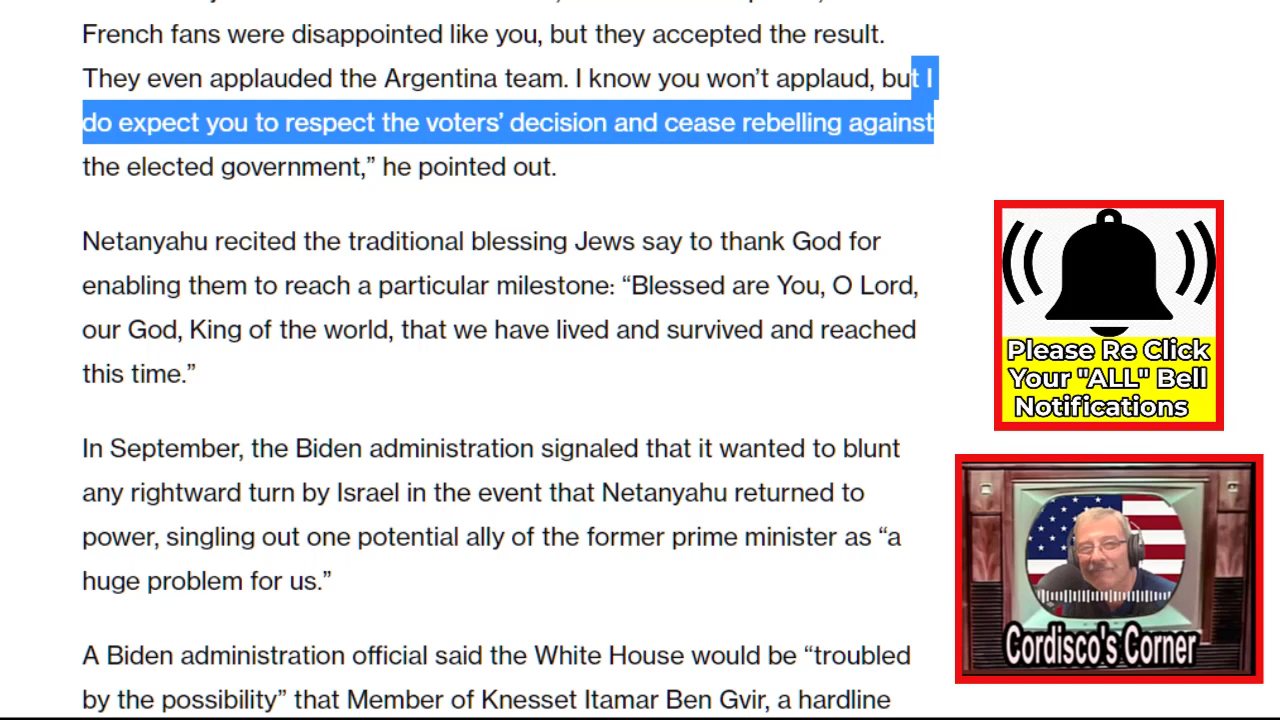 French fans were disappointed like you, but they accepted the result.
They even applauded the Argentina team. I know you won’t applaud, but I
do expect you to respect the voters’ decision and cease rebelling against
the elected government,” he pointed out.
Netanyahu recited the traditional blessing Jews say to thank God for
enabling them to reach a particular milestone: “Blessed are You, O Lord,
our God, King of the world, that we have lived and survived and reached
this time.”
In September, the Biden administration signaled that it wanted to blunt
any rightward turn by Israel in the event that Netanyahu returned to
power, singling out one potential ally of the former prime minister as “a
huge problem for us.”
A Biden administration official said the White House would be “troubled
by the possibility” that Member of Knesset Itamar Ben Gvir, a hardline
Please Re Click
Your "ALL" Bell
Notifications
Cordisco's Corner